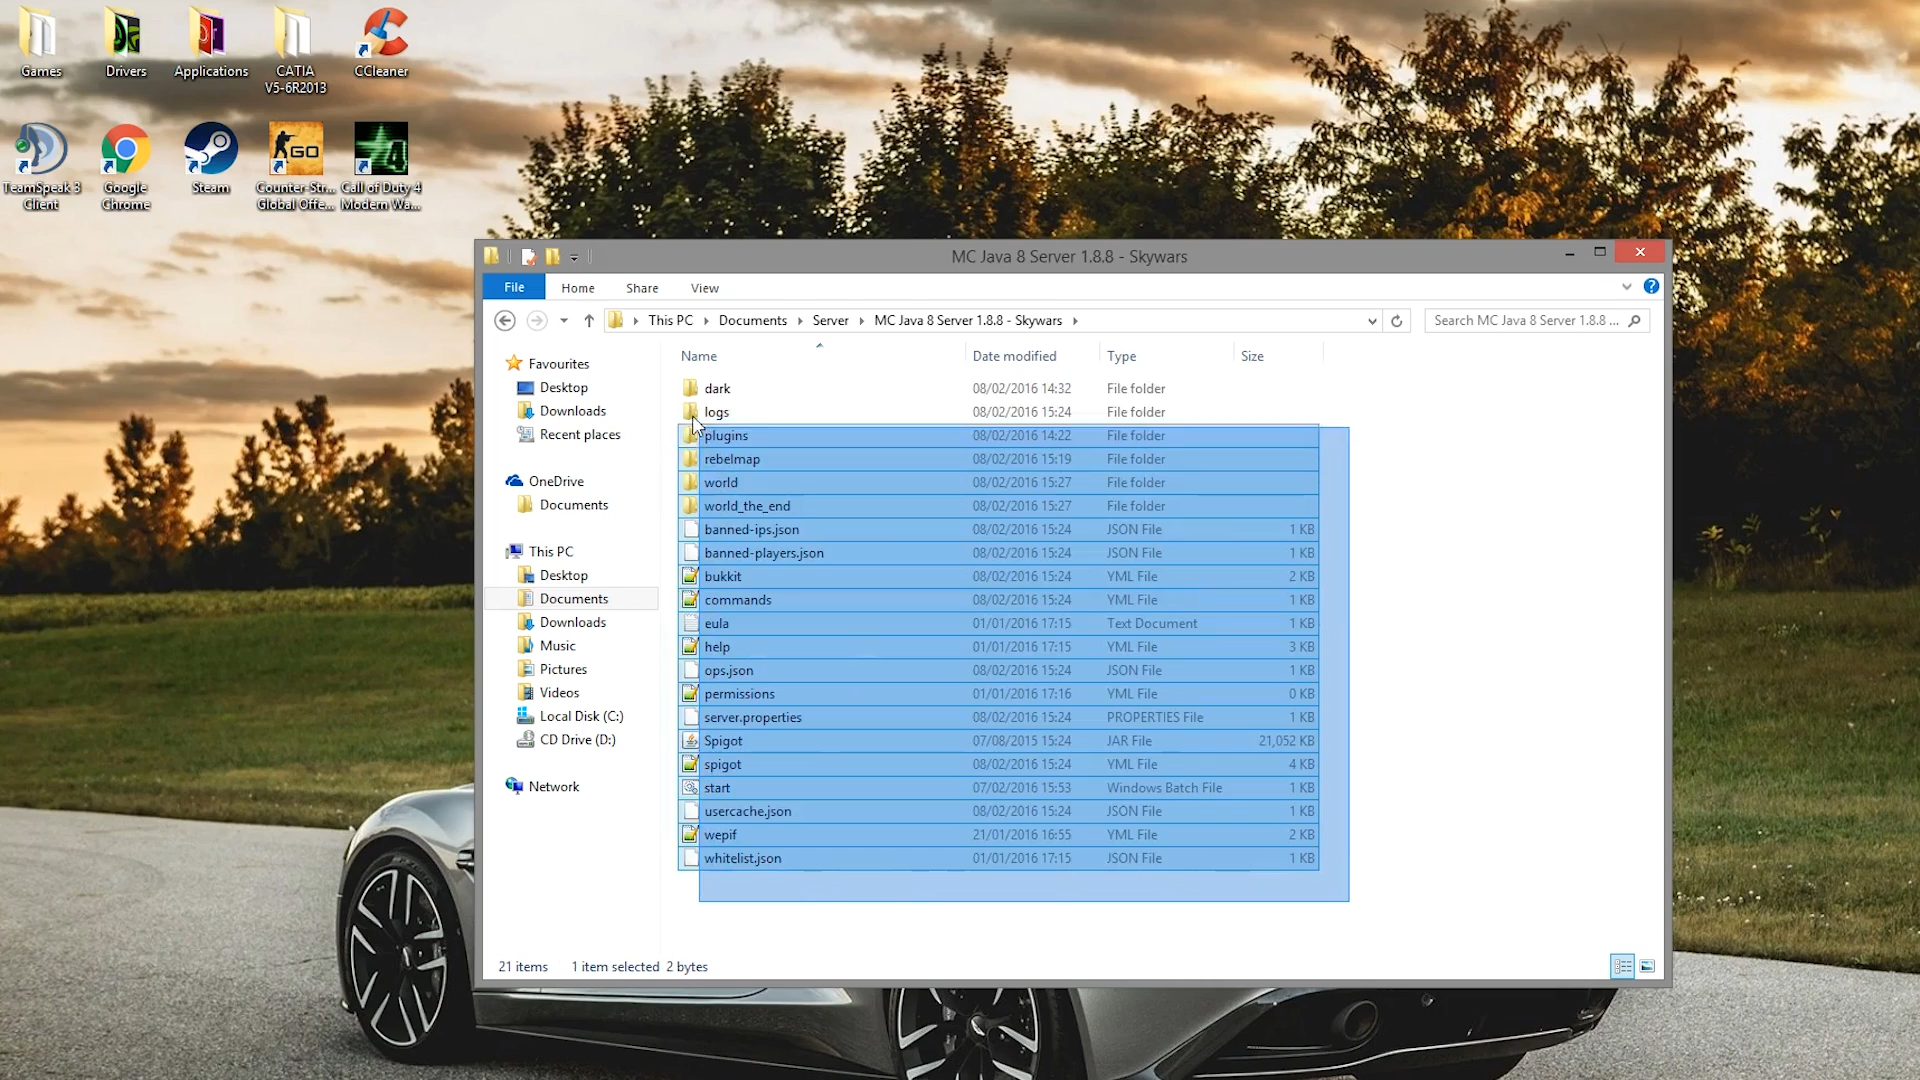 Games
Drivers
Applications
CATIA
V5-6R2013
CCleaner
TeamSpeak 3
Client
Google
Chrome
Steam
Counter-Str...
Global Offe...
Call of Duty 4
Modern Wa...
GO
4
MC Java 8 Server 1.8.8 - Skywars
File Home Share View
This PC Documents Server MC Java 8 Server 1.8.8 - Skywars
Search MC Java 8 Server 1.8.8 ...
Favourites
Desktop
Downloads
Recent places
OneDrive
Documents
This PC
Desktop
Documents
Downloads
Music
Pictures
Videos
Local Disk (C:)
CD Drive (D:)
Network
Name Date modified Type Size
dark 08/02/2016 14:32 File folder
logs 08/02/2016 15:24 File folder
plugins 08/02/2016 14:22 File folder
rebelmap 08/02/2016 15:19 File folder
world 08/02/2016 15:27 File folder
world_the_end 08/02/2016 15:27 File folder
banned-ips.json 08/02/2016 15:24 JSON File 1 KB
banned-players.json 08/02/2016 15:24 JSON File 1 KB
bukkit 08/02/2016 15:24 YML File 2 KB
commands 08/02/2016 15:24 YML File 1 KB
eula 01/01/2016 17:15 Text Document 1 KB
help 01/01/2016 17:15 YML File 3 KB
ops.json 08/02/2016 15:24 JSON File 1 KB
permissions 01/01/2016 17:16 YML File 0 KB
server.properties 08/02/2016 15:24 PROPERTIES File 1 KB
Spigot 07/08/2015 15:24 JAR File 21,052 KB
spigot 08/02/2016 15:24 YML File 4 KB
start 07/02/2016 15:53 Windows Batch File 1 KB
usercache.json 08/02/2016 15:24 JSON File 1 KB
wepif 21/01/2016 16:55 YML File 2 KB
whitelist.json 01/01/2016 17:15 JSON File 1 KB
21 items 1 item selected 2 bytes